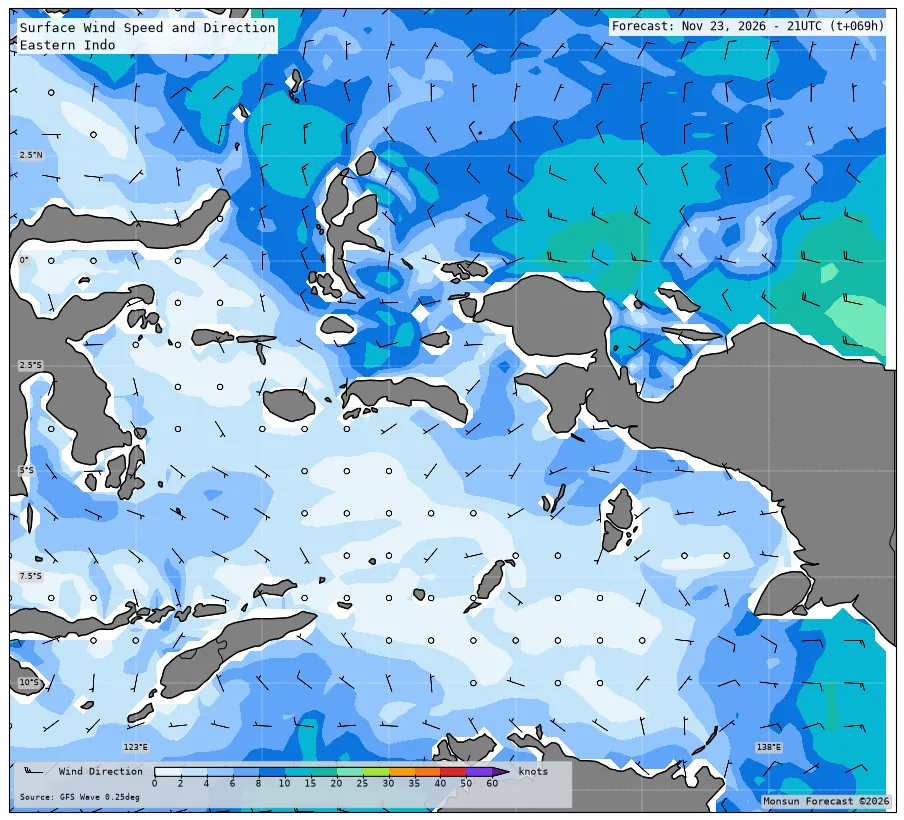 Surface Wind Speed and Direction
Eastern Indo
Forecast: Nov 23, 2026 - 21UTC (t+069h)
2.5°N
0°
2.5°S
5°S
7.5°S
10°S
123°E
138°E
Wind Direction
0 2 4 6 8 10 15 20 25 30 35 40 50 60
knots
Source: GFS Wave 0.25deg
Monsun Forecast ©2026